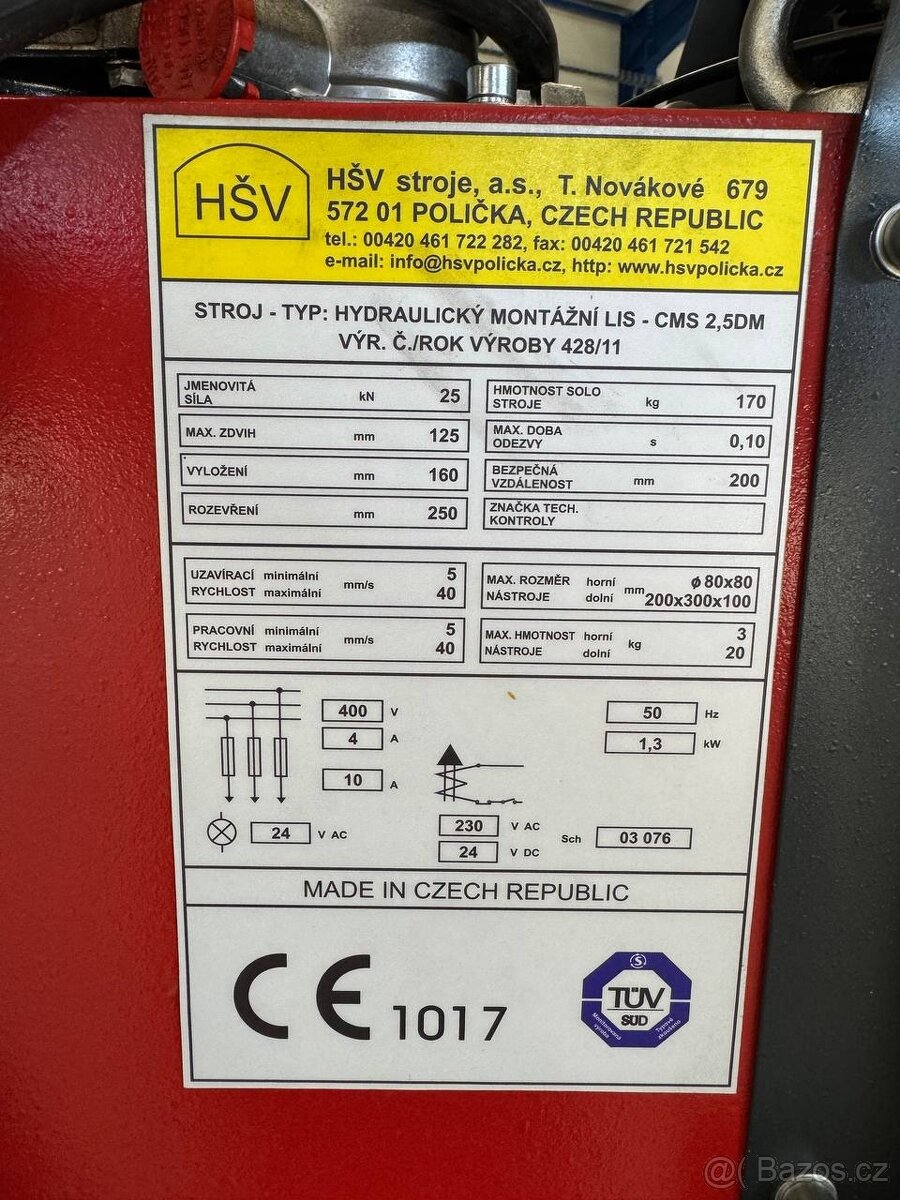 HŠV
HŠV stroje, a.s., T. Novákové 679
572 01 POLIČKA, CZECH REPUBLIC
tel.: 00420 461 722 282, fax: 00420 461 721 542
e-mail: info@hsvpolicka.cz, http: www.hsvpolicka.cz
STROJ - TYP: HYDRAULICKÝ MONTÁŽNÍ LIS - CMS 2,5DM
VÝR. Č./ROK VÝROBY 428/11
JMENOVITÁ SÍLA kN 25
HMOTNOST SOLO STROJE kg 170
MAX. ZDVIH mm 125
MAX. DOBA ODEZVY s 0,10
VYLOŽENÍ mm 160
BEZPEČNÁ VZDÁLENOST mm 200
ROZEVŘENÍ mm 250
ZNAČKA TECH. KONTROLY
UZAVÍRACÍ minimální mm/s 5
RYCHLOST maximální 40
MAX. ROZMĚR horní mm ø 80x80
NÁSTROJE dolní 200x300x100
PRACOVNÍ minimální mm/s 5
RYCHLOST maximální 40
MAX. HMOTNOST horní kg 3
NÁSTROJE dolní 20
400 V
50 Hz
4 A
1,3 kW
10 A
24 V AC
230 V AC
24 V DC
Sch 03 076
MADE IN CZECH REPUBLIC
CE 1017
TÜV
SÜD
Monitorovaná výroba
Typově zkoušeno
@( Bazos.cz